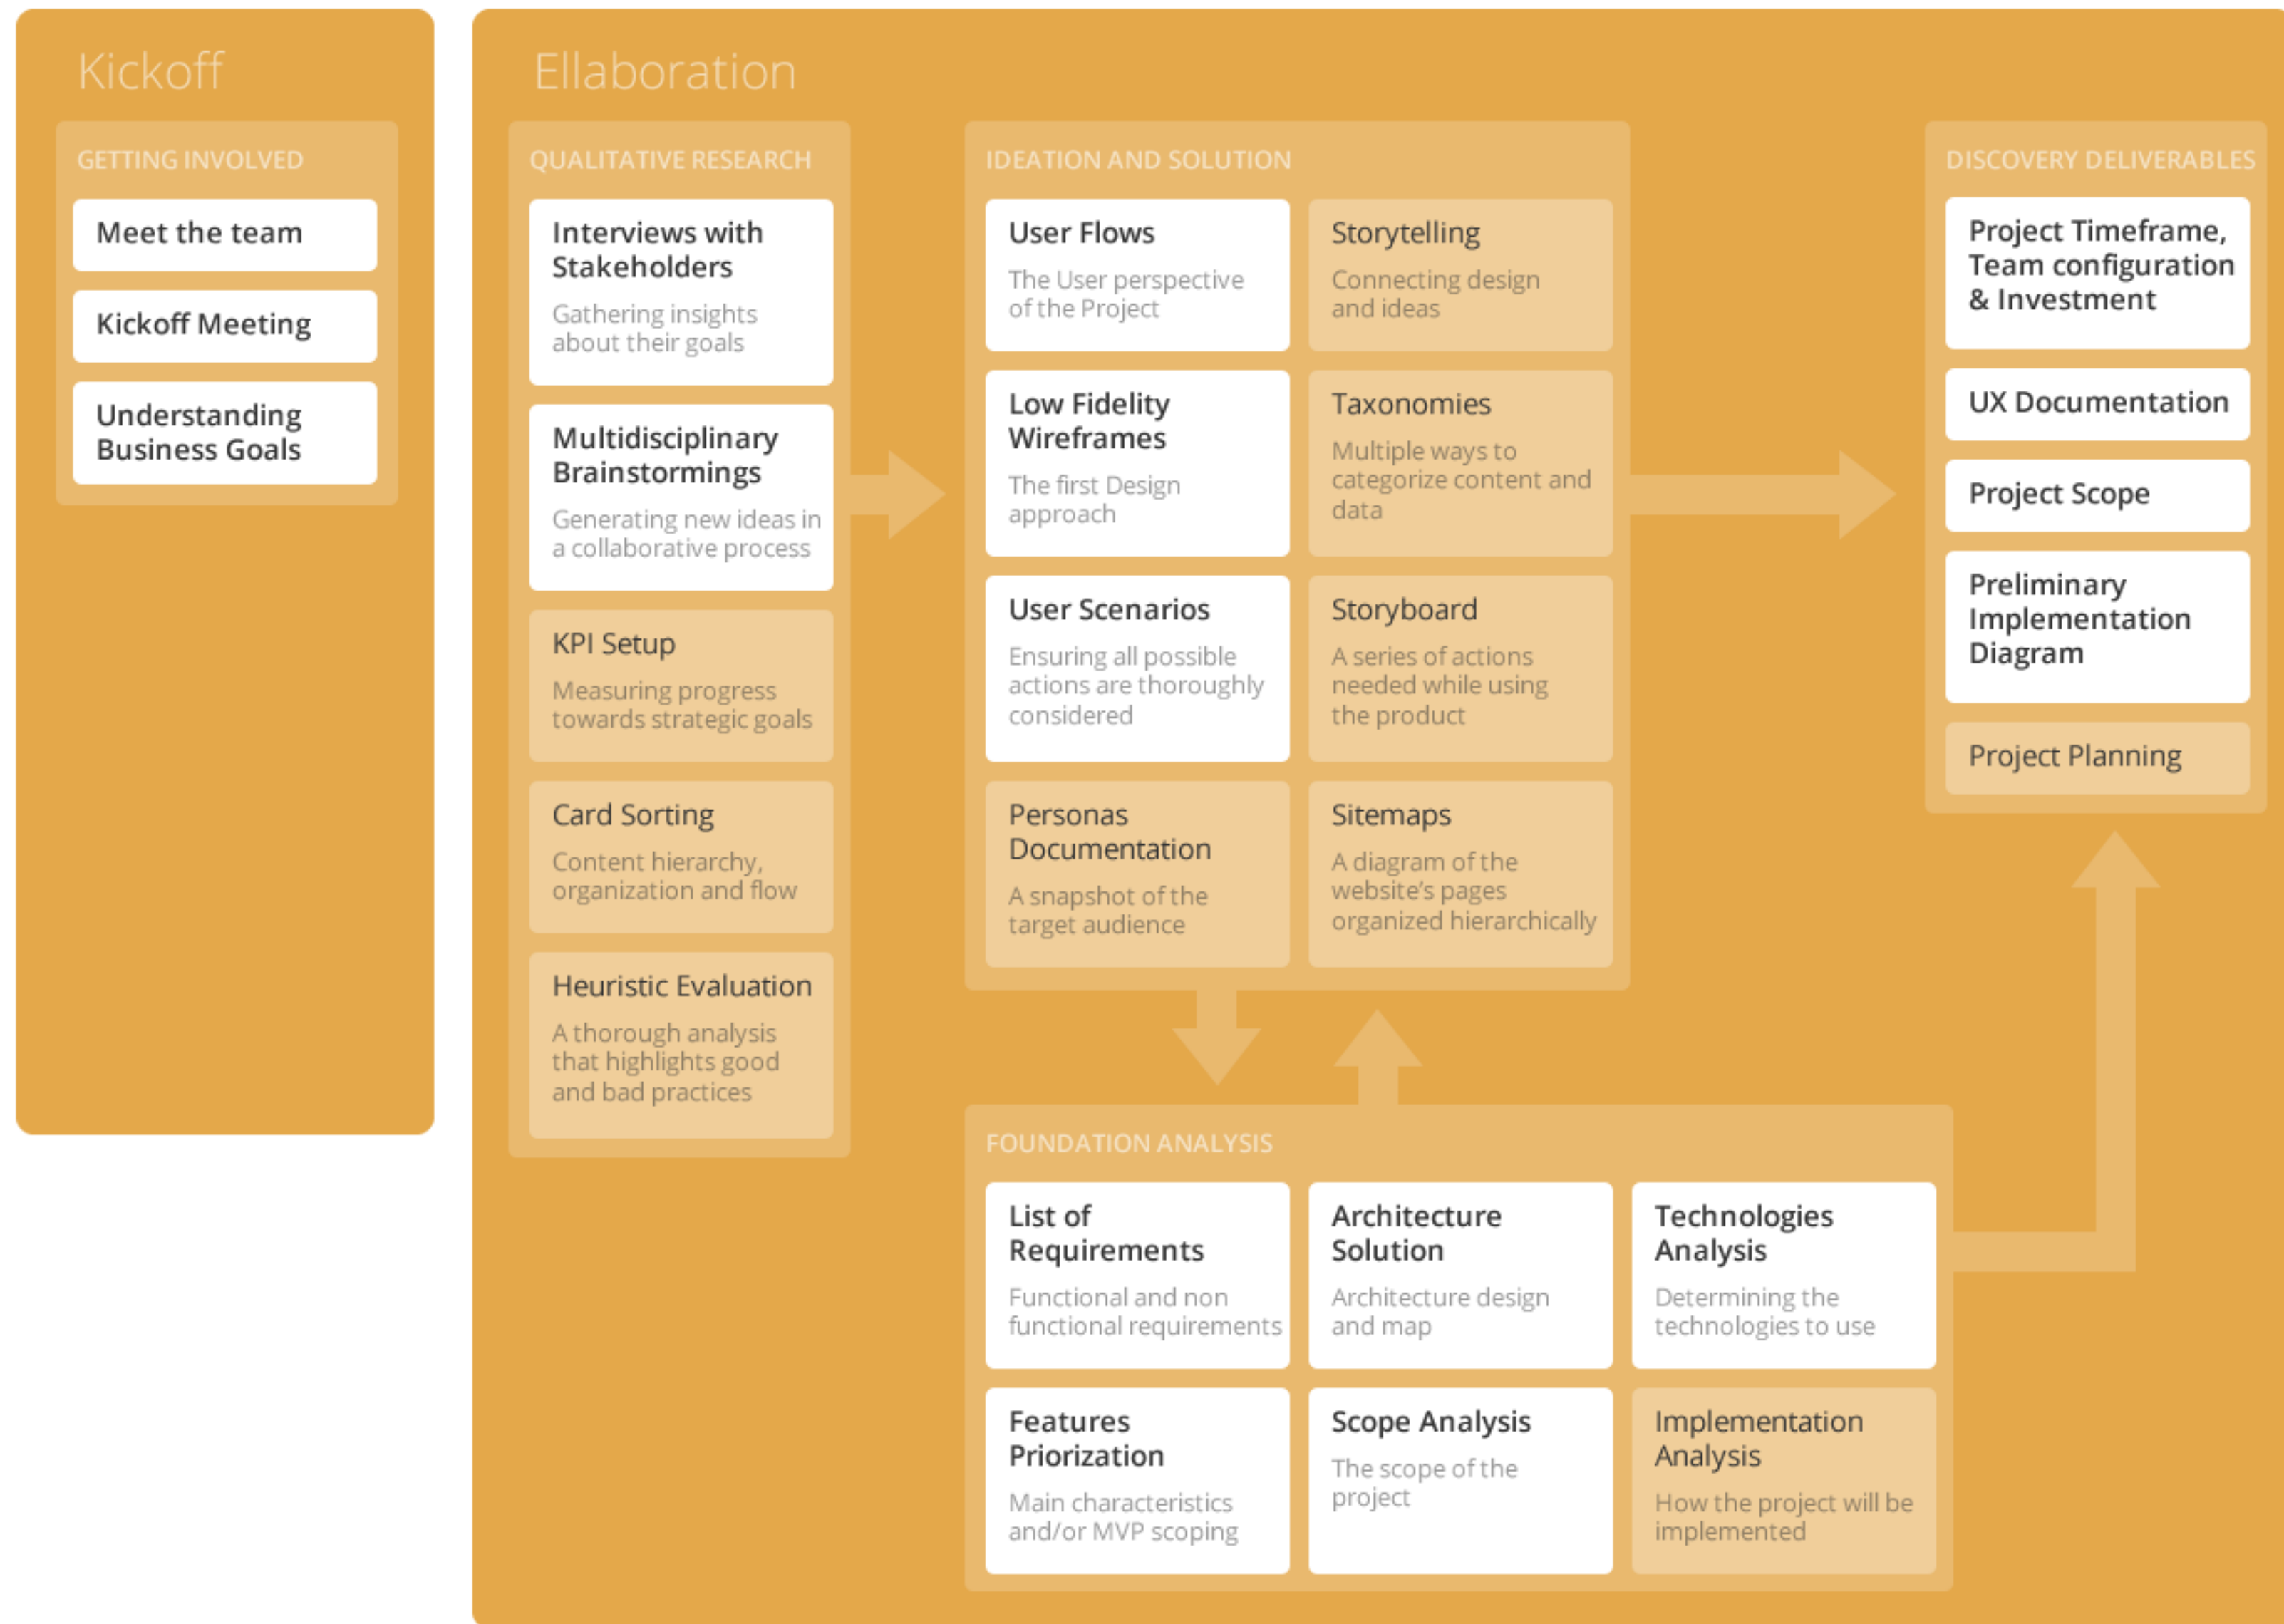 Kickoff
GETTING INVOLVED
Meet the team
Kickoff Meeting
Understanding
Business Goals
Ellaboration
QUALITATIVE RESEARCH
Interviews with
Stakeholders
Gathering insights
about their goals
Multidisciplinary
Brainstormings
Generating new ideas in
a collaborative process
KPI Setup
Measuring progress
towards strategic goals
Card Sorting
Content hierarchy,
organization and flow
Heuristic Evaluation
A thorough analysis
that highlights good
and bad practices
IDEATION AND SOLUTION
User Flows
The User perspective
of the Project
Storytelling
Connecting design
and ideas
Low Fidelity
Wireframes
The first Design
approach
Taxonomies
Multiple ways to
categorize content and
data
User Scenarios
Ensuring all possible
actions are thoroughly
considered
Storyboard
A series of actions
needed while using
the product
Personas
Documentation
A snapshot of the
target audience
Sitemaps
A diagram of the
website's pages
organized hierarchically
FOUNDATION ANALYSIS
List of
Requirements
Functional and non
functional requirements
Architecture
Solution
Architecture design
and map
Technologies
Analysis
Determining the
technologies to use
Features
Priorization
Main characteristics
and/or MVP scoping
Scope Analysis
The scope of the
project
Implementation
Analysis
How the project will be
implemented
DISCOVERY DELIVERABLES
Project Timeframe,
Team configuration
& Investment
UX Documentation
Project Scope
Preliminary
Implementation
Diagram
Project Planning